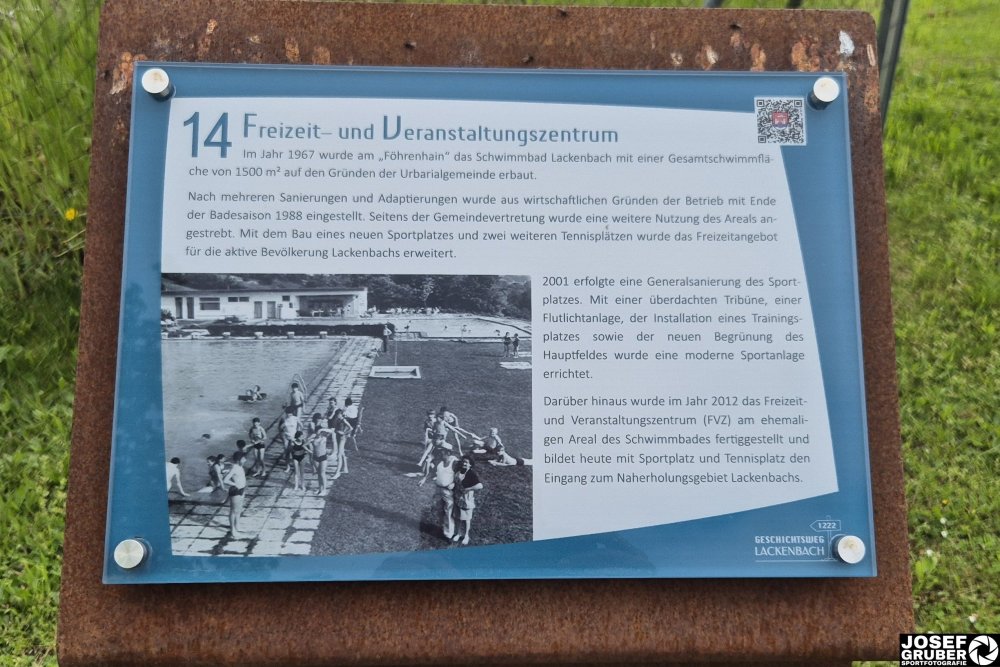 14 Freizeit- und Veranstaltungszentrum
Im Jahr 1967 wurde am „Föhrenhain" das Schwimmbad Lackenbach mit einer Gesamtschwimmflä-
che von 1500 m² auf den Gründen der Urbarialgemeinde erbaut.
Nach mehreren Sanierungen und Adaptierungen wurde aus wirtschaftlichen Gründen der Betrieb mit Ende
der Badesaison 1988 eingestellt. Seitens der Gemeindevertretung wurde eine weitere Nutzung des Areals an-
gestrebt. Mit dem Bau eines neuen Sportplatzes und zwei weiteren Tennisplätzen wurde das Freizeitangebot
für die aktive Bevölkerung Lackenbachs erweitert.
2001 erfolgte eine Generalsanierung des Sport-
platzes. Mit einer überdachten Tribüne, einer
Flutlichtanlage, der Installation eines Trainings-
platzes sowie der neuen Begrünung des
Hauptfeldes wurde eine moderne Sportanlage
errichtet.
Darüber hinaus wurde im Jahr 2012 das Freizeit-
und Veranstaltungszentrum (FVZ) am ehemali-
gen Areal des Schwimmbades fertiggestellt und
bildet heute mit Sportplatz und Tennisplatz den
Eingang zum Naherholungsgebiet Lackenbachs.
1222
GESCHICHTSWEG
LACKENBACH
JOSEF
GRUBER
SPORTFOTOGRAFIE